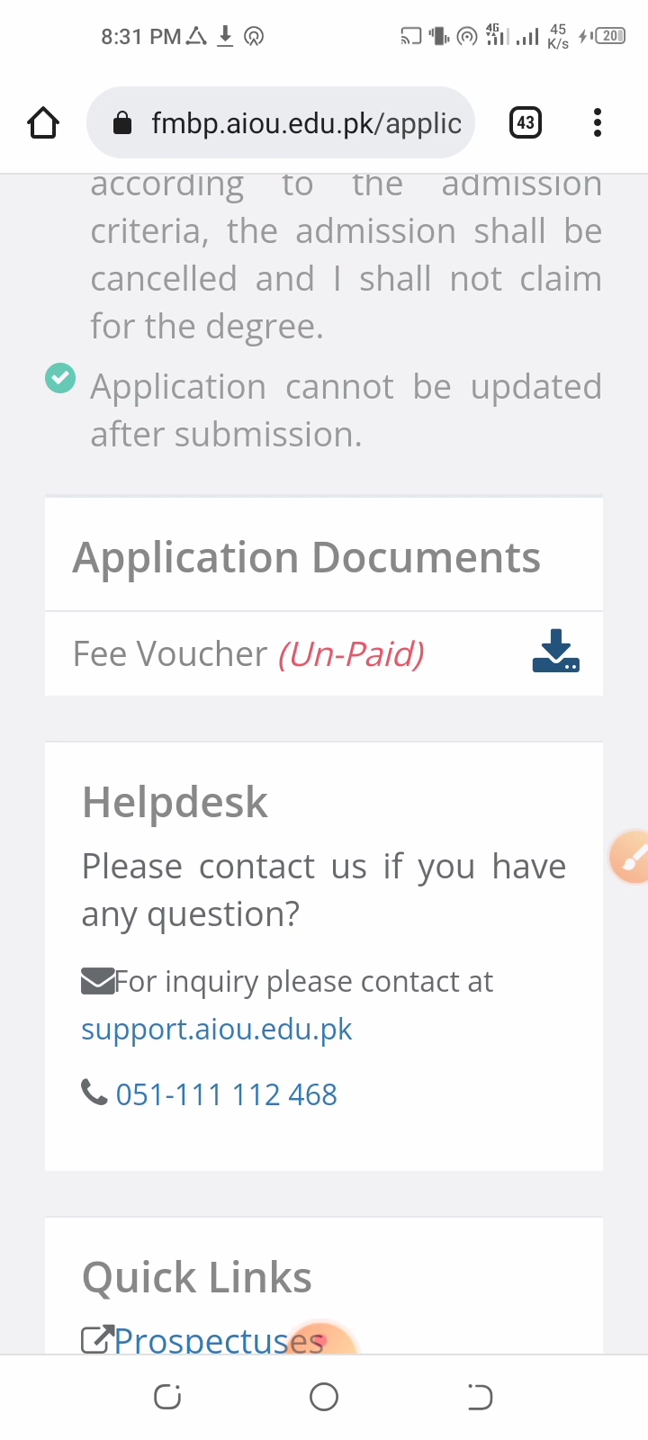 8:31 PM 4G 45 K/s 20
fmbp.aiou.edu.pk/applic 43
according to the admission
criteria, the admission shall be
cancelled and I shall not claim
for the degree.
Application cannot be updated
after submission.
Application Documents
Fee Voucher (Un-Paid)
Helpdesk
Please contact us if you have
any question?
For inquiry please contact at
support.aiou.edu.pk
051-111 112 468
Quick Links
Prospectuses